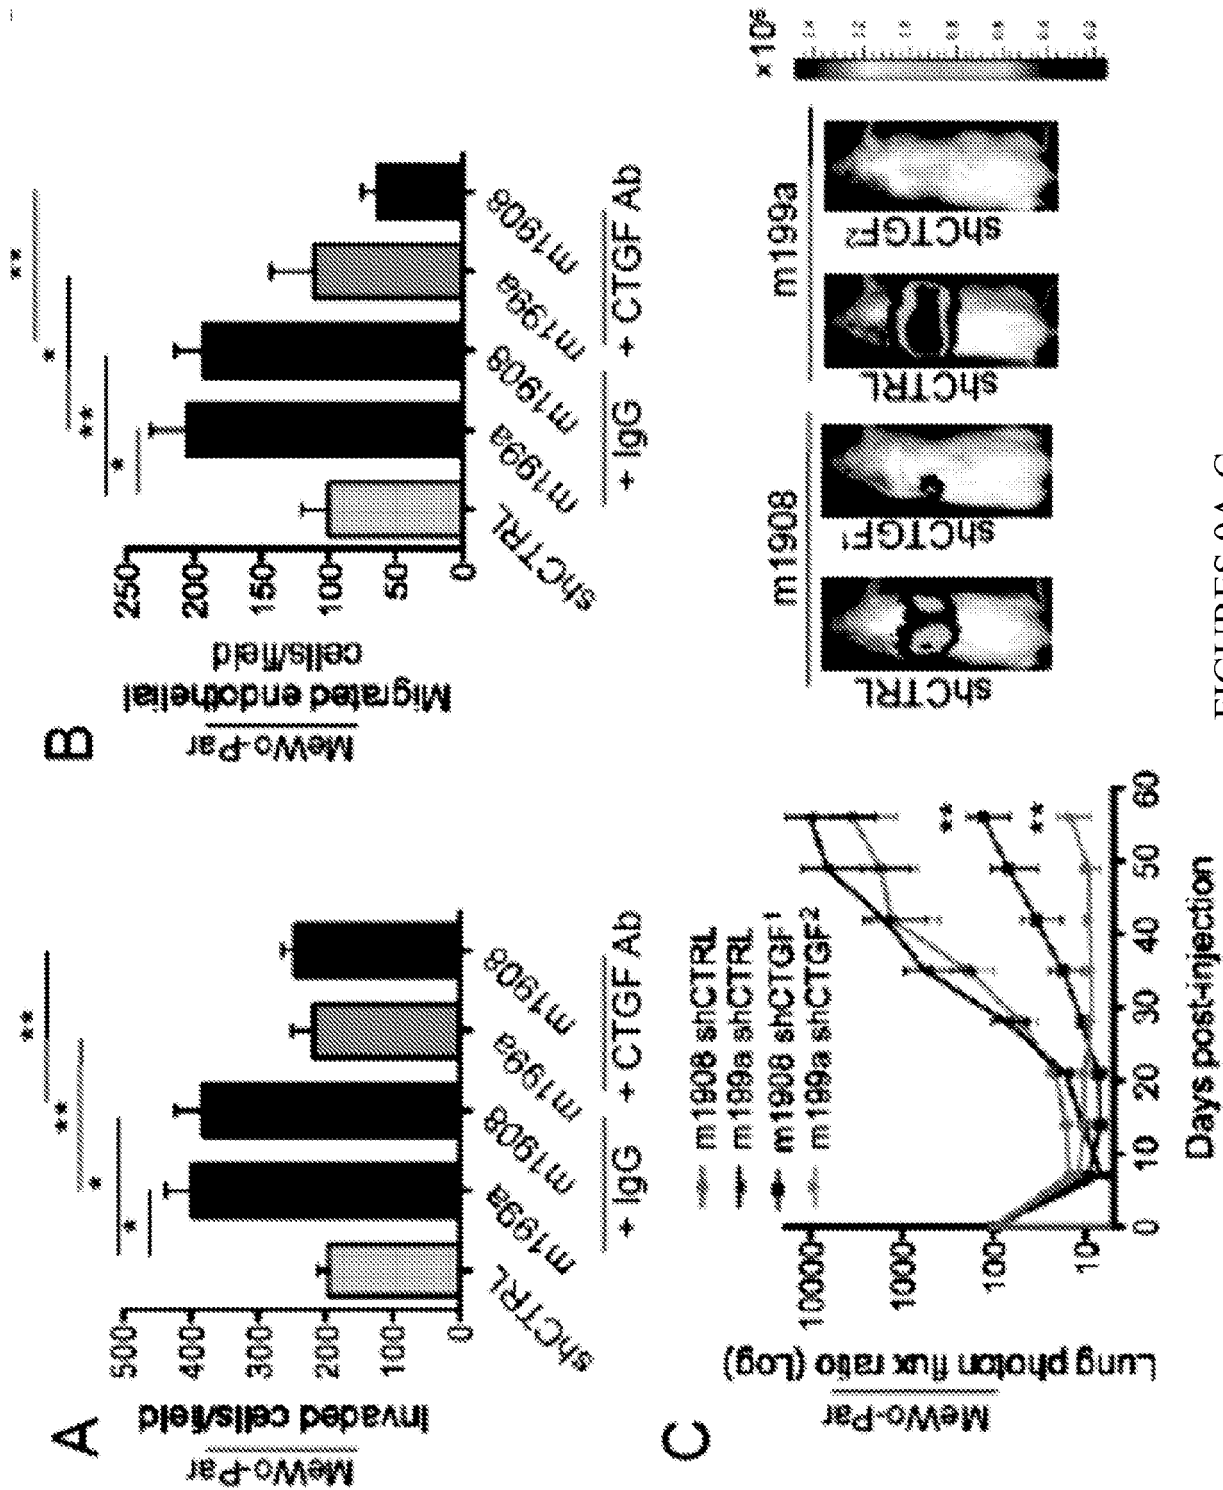 A
MeWo-Par
Invaded cells/field
500
400
300
200
100
0
shCTRL
m199a
m1908
m199a
m1908
+ IgG
+ CTGF Ab
*
*
**
**
B
MeWo-Par
Migrated endothelial
cells/field
250
200
150
100
50
0
shCTRL
m199a
m1908
m199a
m1908
+ IgG
+ CTGF Ab
*
**
*
**
C
MeWo-Par
Lung photon flux ratio (Log)
10000
1000
100
10
0
10
20
30
40
50
60
Days post-injection
m1908 shCTRL
m199a shCTRL
m1908 shCTGF1
m199a shCTGF2
**
**
m1908
m199a
shCTRL
shCTGF1
shCTRL
shCTGF2
FIGURES 9A-C